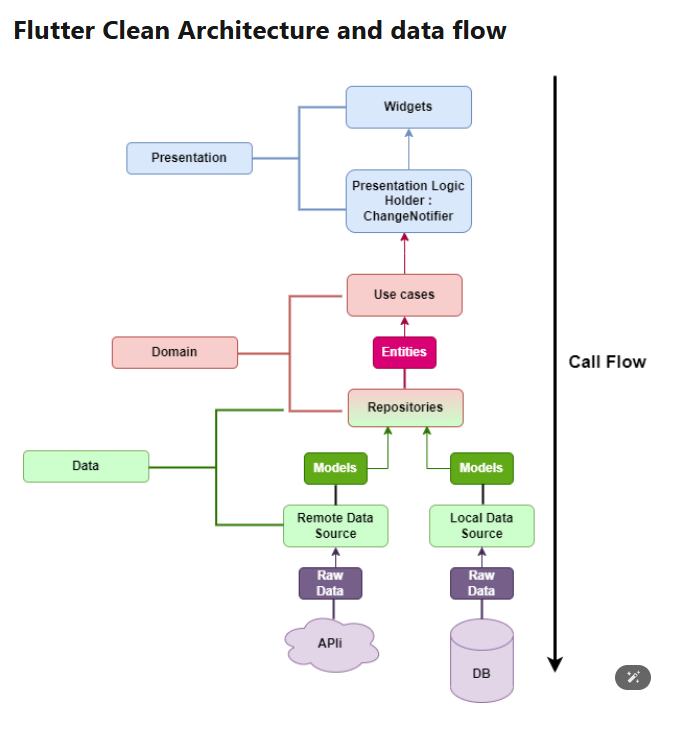 Flutter Clean Architecture and data flow
Widgets
Presentation
Presentation Logic
Holder :
ChangeNotifier
Use cases
Domain
Entities
Call Flow
Repositories
Data
Models
Models
Remote Data
Source
Local Data
Source
Raw
Data
Raw
Data
APIi
DB